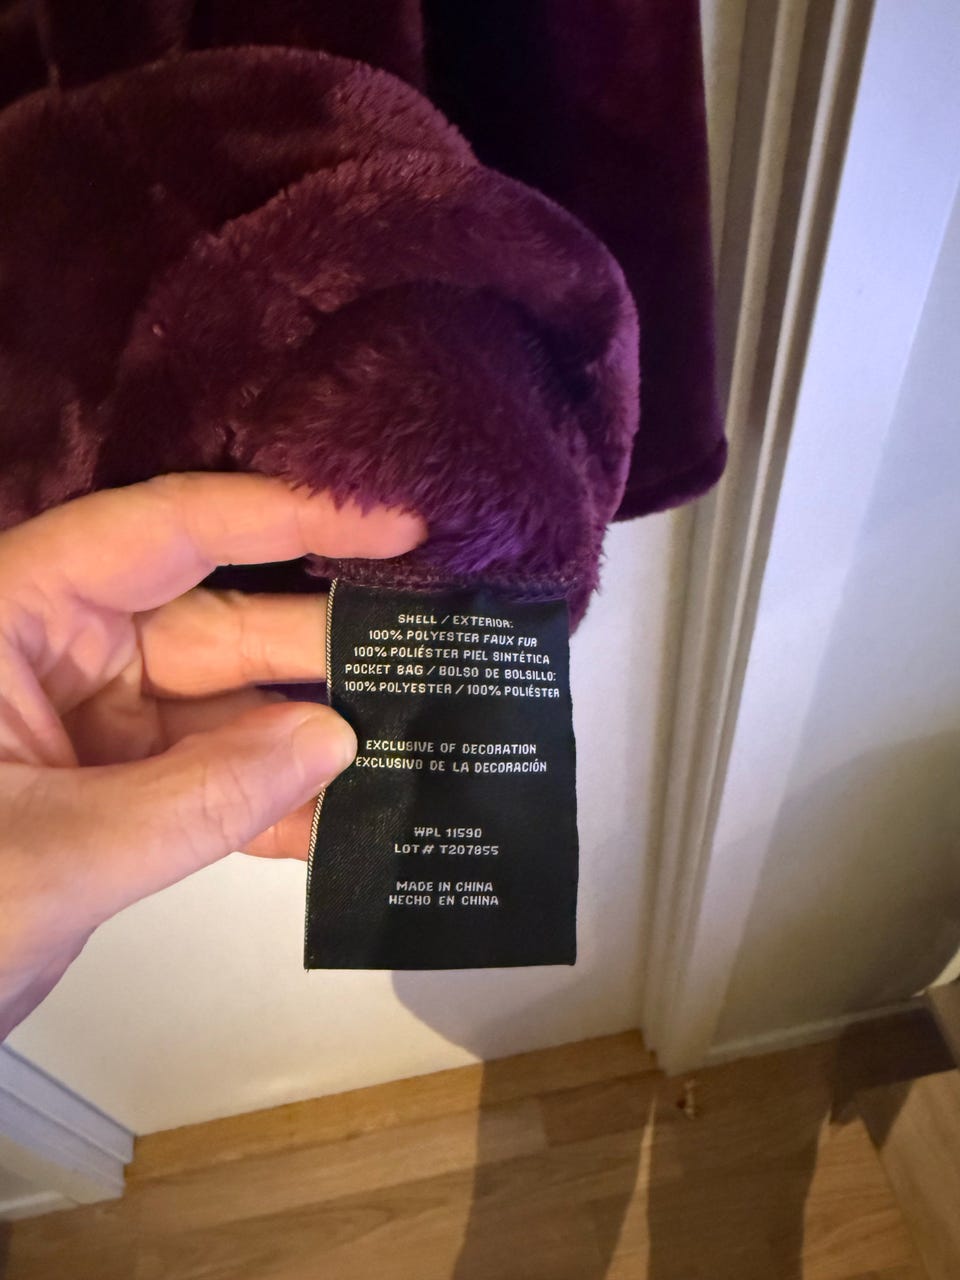 SHELL / EXTERIOR:
100% POLYESTER FAUX FUR
100% POLIÉSTER PIEL SINTÉTICA
POCKET BAG / BOLSO DE BOLSILLO:
100% POLYESTER / 100% POLIÉSTER
EXCLUSIVE OF DECORATION
EXCLUSIVO DE LA DECORACIÓN
WPL 11590
LOT # T207855
MADE IN CHINA
HECHO EN CHINA